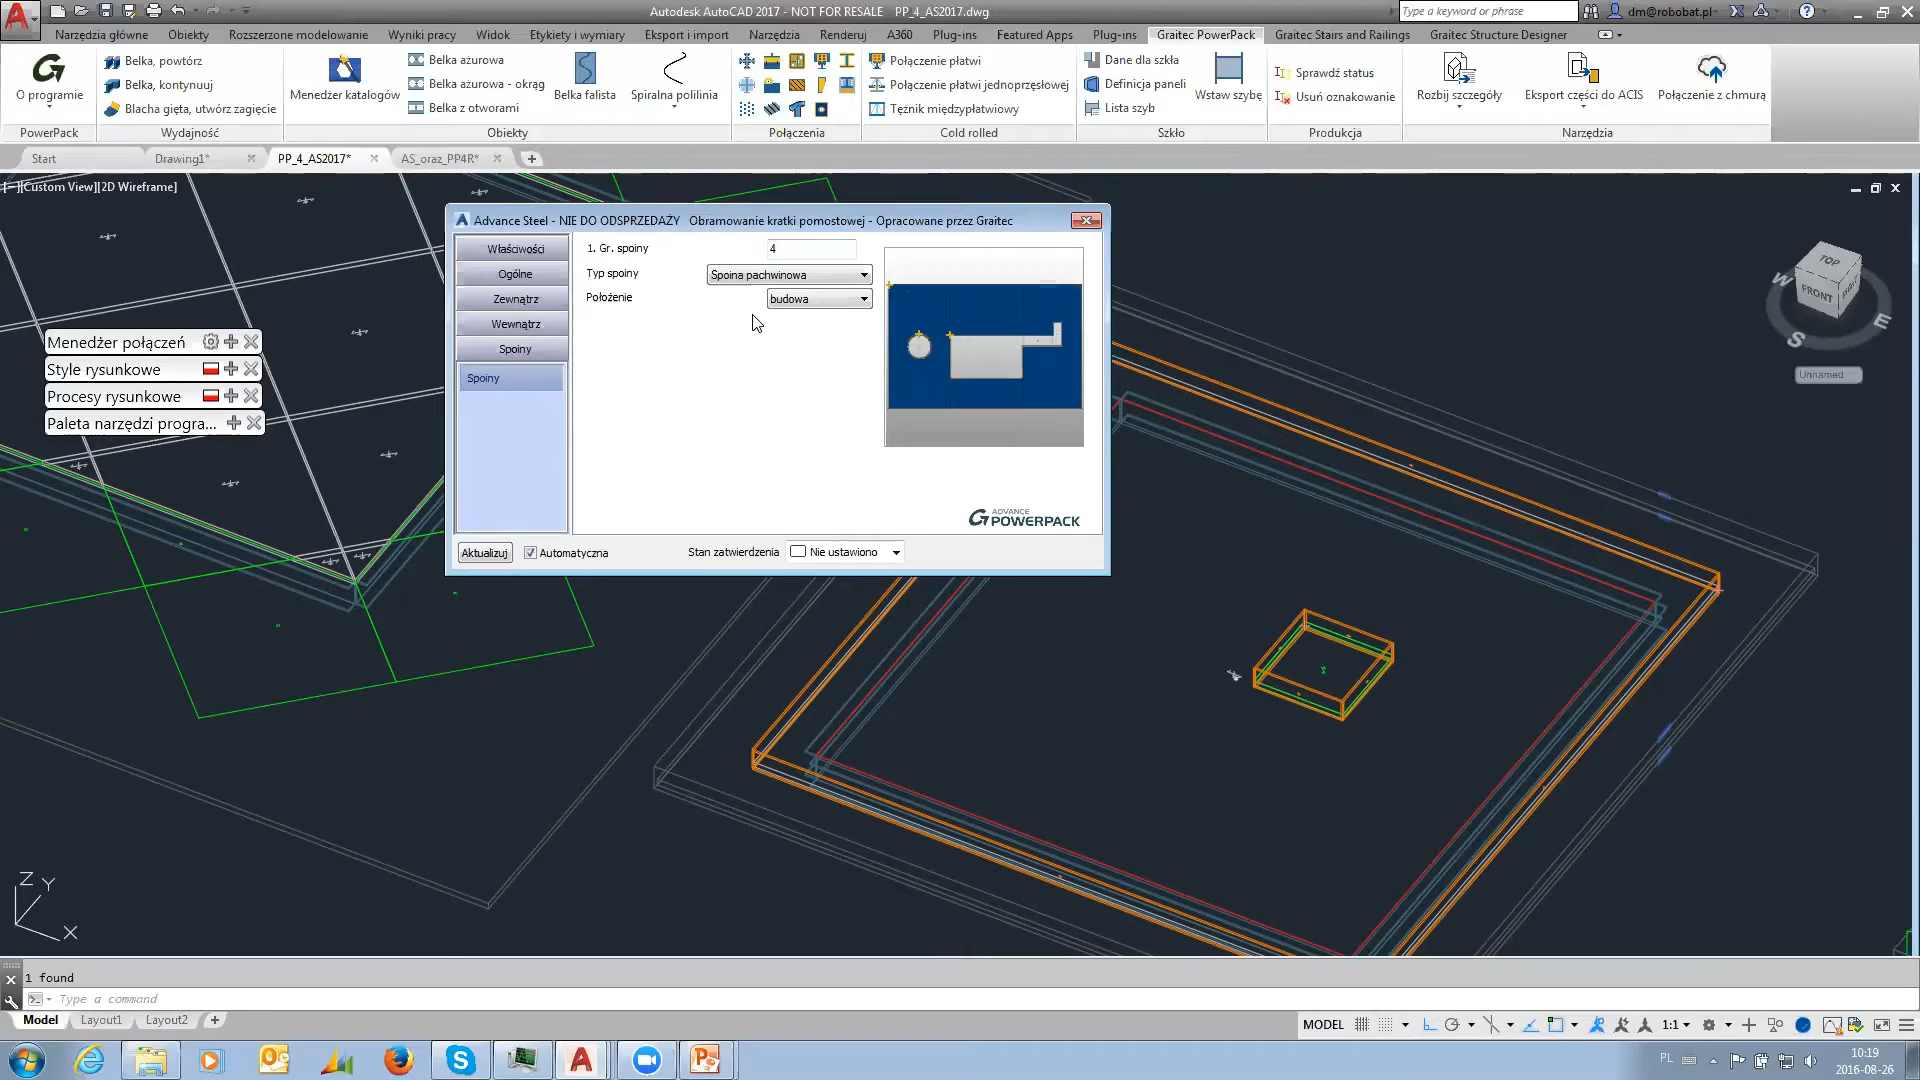 Autodesk AutoCAD 2017 - NOT FOR RESALE PP_4_AS2017.dwg
Type a keyword or phrase
dm@robobat.pl
Narzędzia główne
Obiekty
Rozszerzone modelowanie
Wyniki pracy
Widok
Etykiety i wymiary
Eksport i import
Narzędzia
Renderuj
A360
Plug-ins
Featured Apps
Plug-ins
Graitec PowerPack
Graitec Stairs and Railings
Graitec Structure Designer
O programie
PowerPack
Belka, powtórz
Belka, kontynuuj
Blacha gięta, utwórz zagięcie
Wydajność
Menedżer katalogów
Belka ażurowa
Belka ażurowa - okrąg
Belka z otworami
Belka falista
Spiralna polilinia
Obiekty
Połączenia
Połączenie płatwi
Połączenie płatwi jednoprzęsłowej
Tężnik międzypłatwiowy
Cold rolled
Dane dla szkła
Definicja paneli
Lista szyb
Wstaw szybę
Szkło
Sprawdź status
Usuń oznakowanie
Produkcja
Rozbij szczegóły
Eksport części do ACIS
Połączenie z chmurą
Narzędzia
Start
Drawing1*
PP_4_AS2017*
AS_oraz_PP4R*
[−][Custom View][2D Wireframe]
Menedżer połączeń
Style rysunkowe
Procesy rysunkowe
Paleta narzędzi progra...
Advance Steel - NIE DO ODSPRZEDAŻY Obramowanie kratki pomostowej - Opracowane przez Graitec
Właściwości
Ogólne
Zewnątrz
Wewnątrz
Spoiny
Spoiny
1. Gr. spoiny
4
Typ spoiny
Spoina pachwinowa
Położenie
budowa
ADVANCE
POWERPACK
Aktualizuj
Automatyczna
Stan zatwierdzenia
Nie ustawiono
TOP
FRONT
W
S
E
Unnamed
Z
Y
X
1 found
Type a command
Model
Layout1
Layout2
MODEL
1:1
PL
10:19
2016-08-26